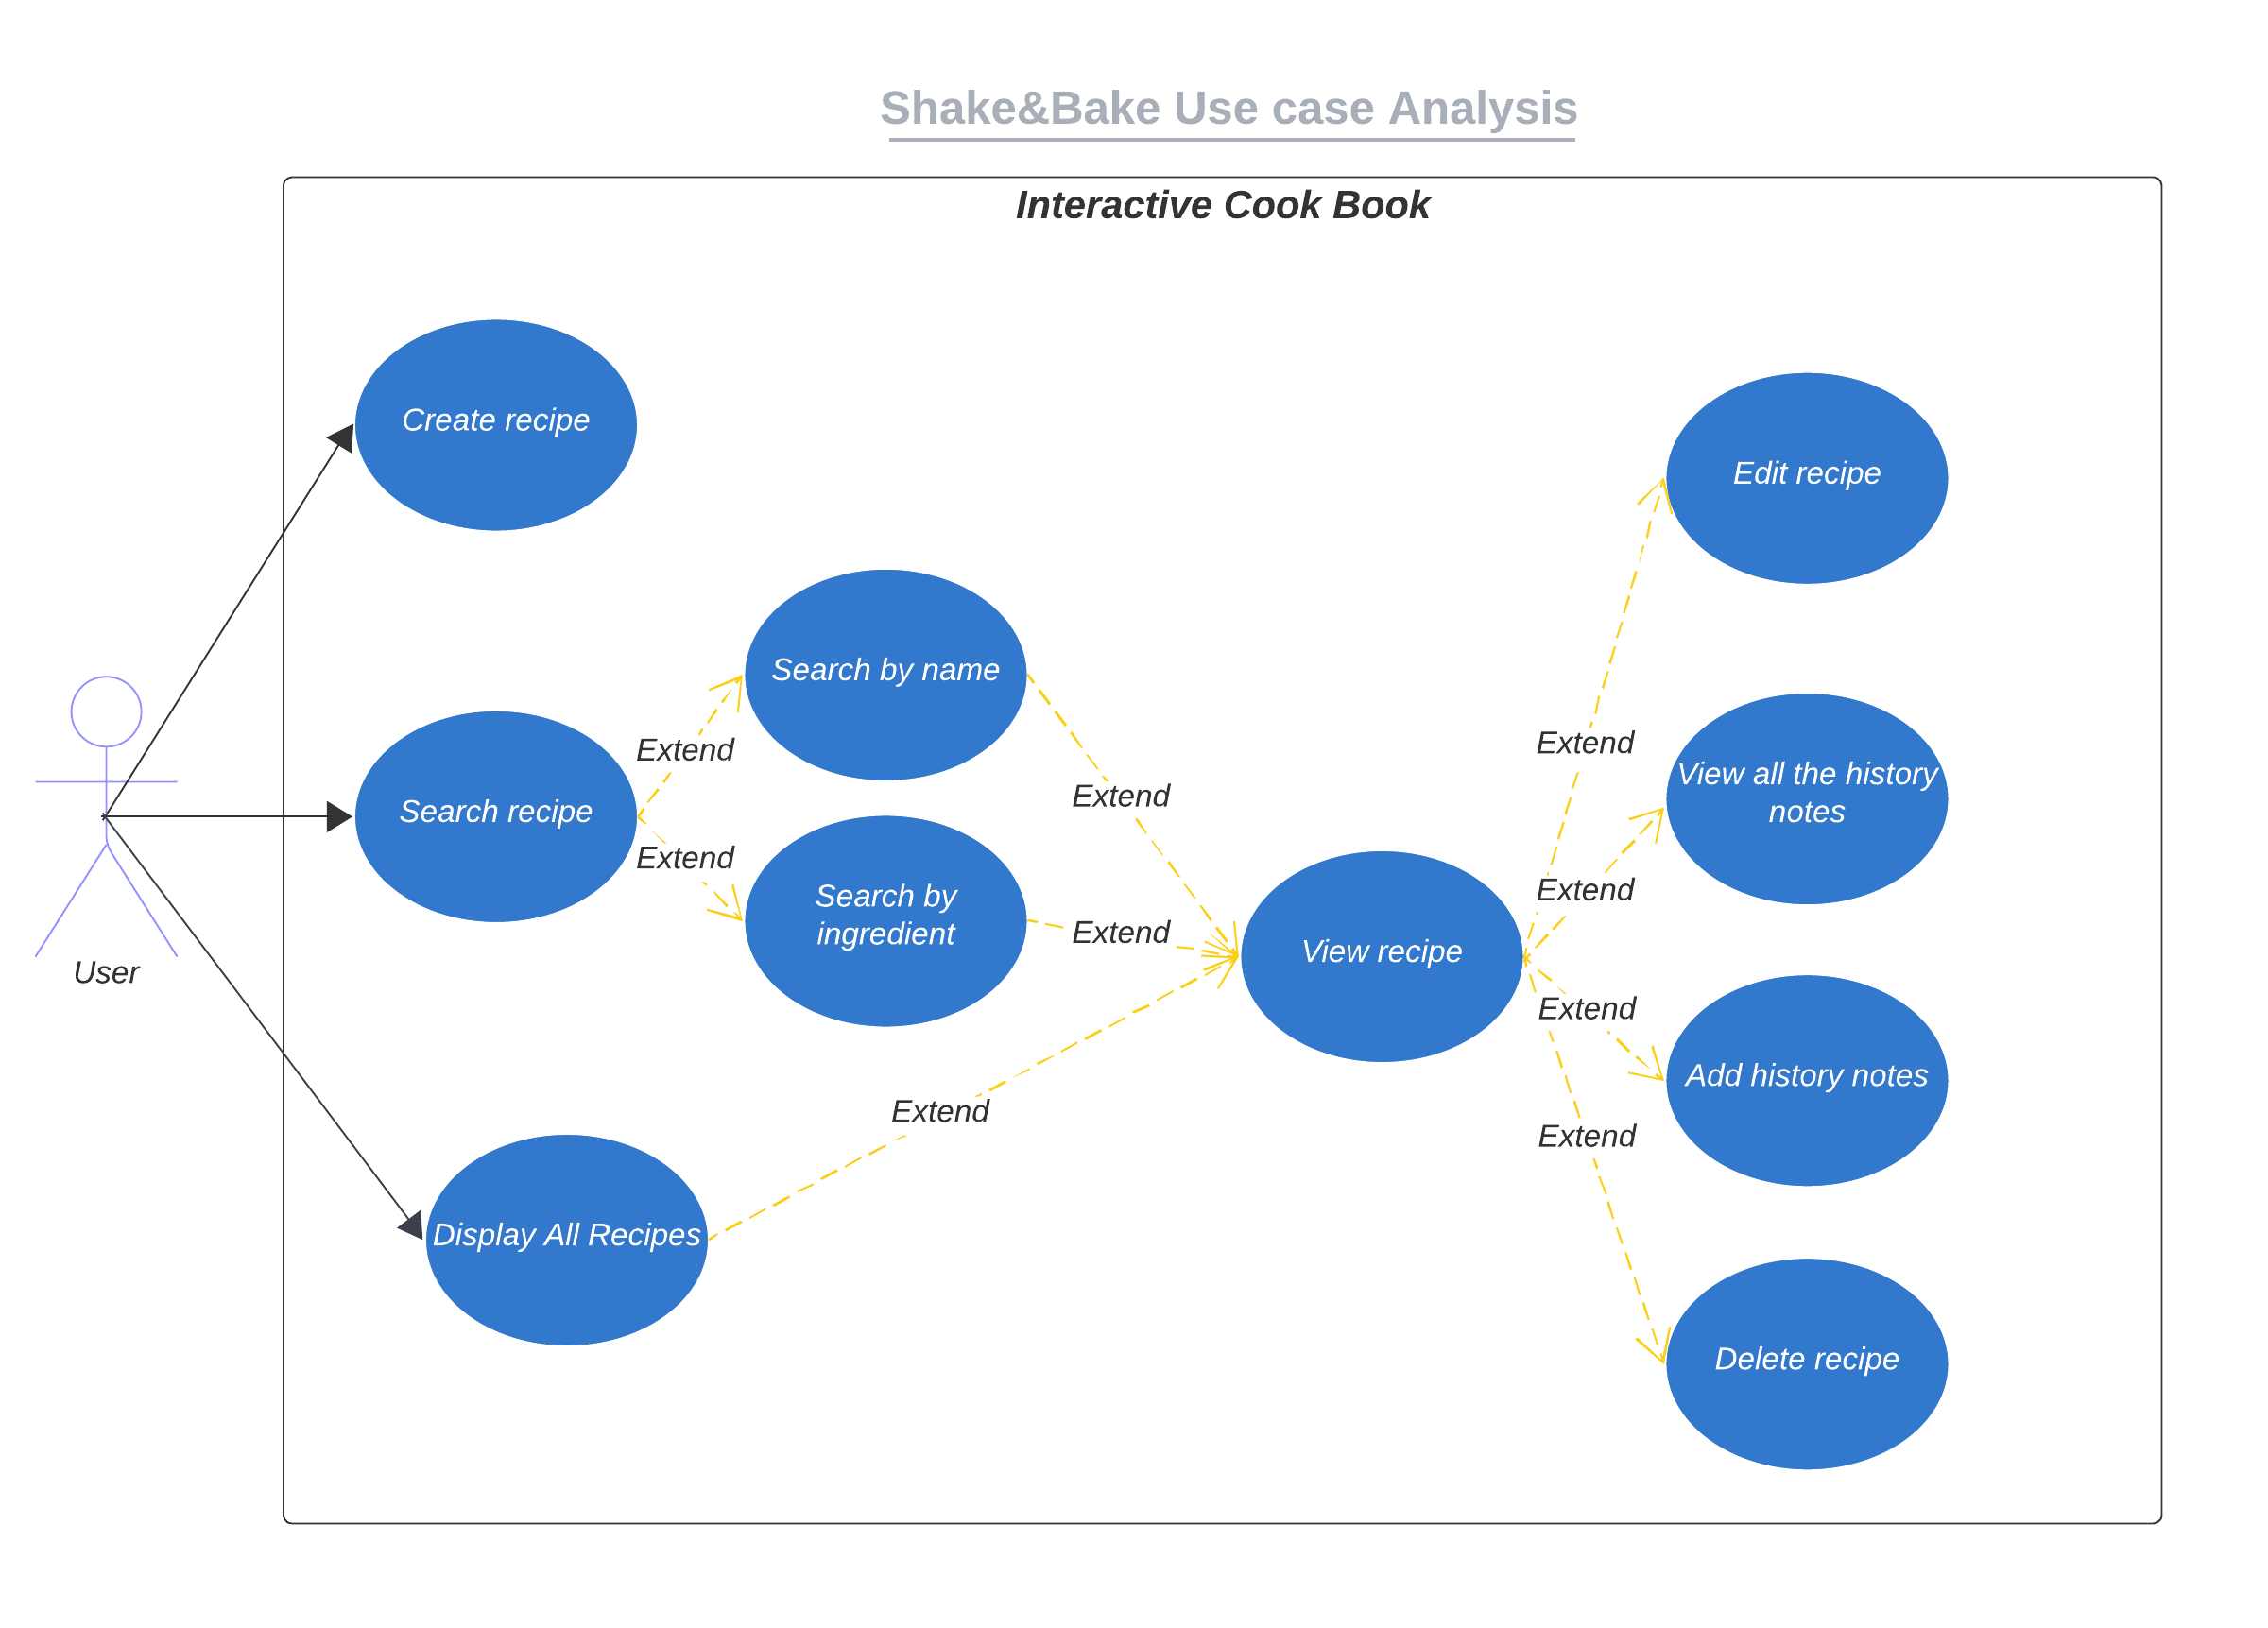 Shake&Bake Use case Analysis
Interactive Cook Book
Create recipe
Edit recipe
Search by name
Extend
View all the history
notes
Extend
Extend
Search recipe
Extend
Search by
ingredient
Extend
Extend
View recipe
User
Extend
Add history notes
Extend
Extend
Display All Recipes
Delete recipe